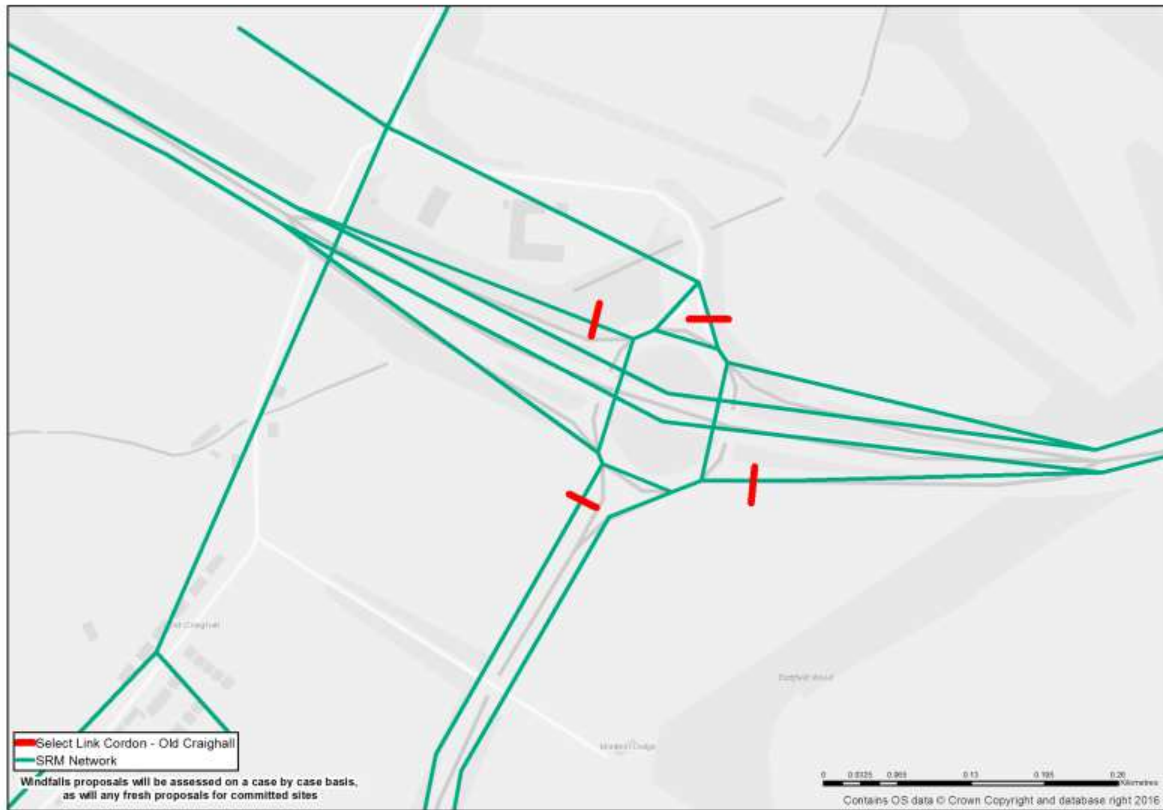 Old Craighall
Select Link Cordon - Old Craighall
SRM Network
Windfalls proposals will be assessed on a case by case basis,
as will any fresh proposals for committed sites
0 0.0325 0.065 0.13 0.195 0.26
Kilometres
Contains OS data © Crown Copyright and database right 2016